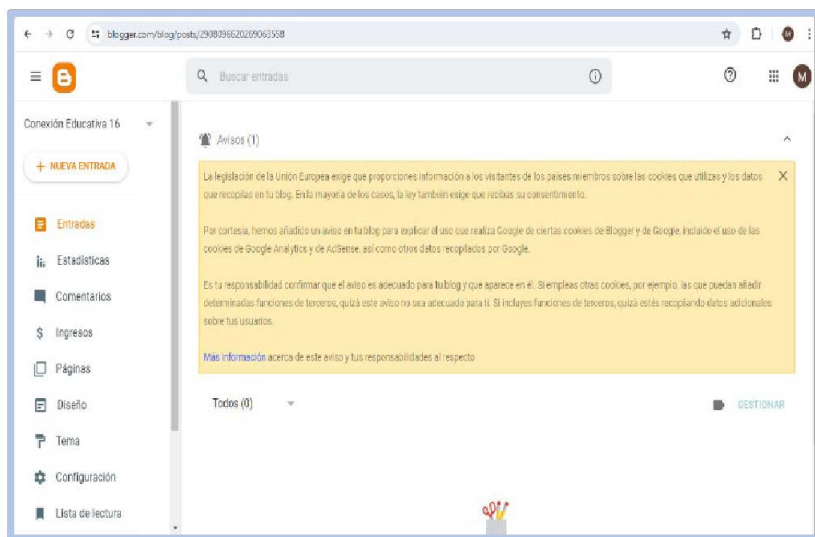 blogger.com/blog/posts/2908096620269063558
M
Buscar entradas
M
Conexión Educativa 16
+ NUEVA ENTRADA
Entradas
Estadísticas
Comentarios
$ Ingresos
Páginas
Diseño
Tema
Configuración
Lista de lectura
Avisos (1)
La legislación de la Unión Europea exige que proporciones información a los visitantes de los países miembros sobre las cookies que utilizas y los datos
que recopilas en tu blog. En la mayoría de los casos, la ley también exige que recibas su consentimiento.
Por cortesía, hemos añadido un aviso en tu blog para explicar el uso que realiza Google de ciertas cookies de Blogger y de Google, incluido el uso de las
cookies de Google Analytics y de AdSense, así como otros datos recopilados por Google.
Es tu responsabilidad confirmar que el aviso es adecuado para tu blog y que aparece en él. Si empleas otras cookies, por ejemplo, las que puedan añadir
determinadas funciones de terceros, quizá este aviso no sea adecuado para ti. Si incluyes funciones de terceros, quizá estés recopilando datos adicionales
sobre tus usuarios.
Más información acerca de este aviso y tus responsabilidades al respecto
Todos (0)
GESTIONAR